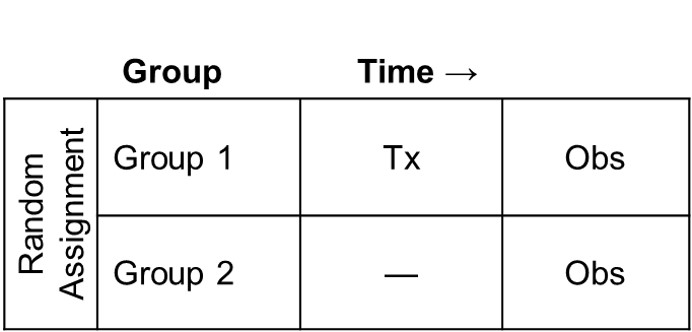 Group Time →
Random
Assignment
Group 1 Tx Obs
Group 2 — Obs